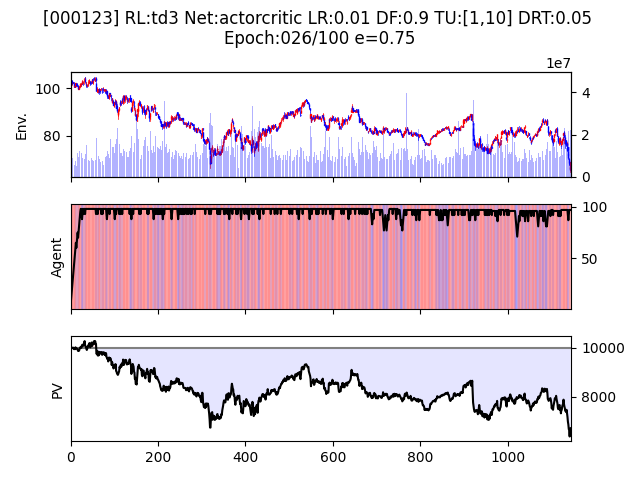 [000123] RL:td3 Net:actorcritic LR:0.01 DF:0.9 TU:[1,10] DRT:0.05
Epoch:026/100 e=0.75
1e7
Env.
100
80
4
2
0
Agent
100
50
PV
10000
8000
0 200 400 600 800 1000